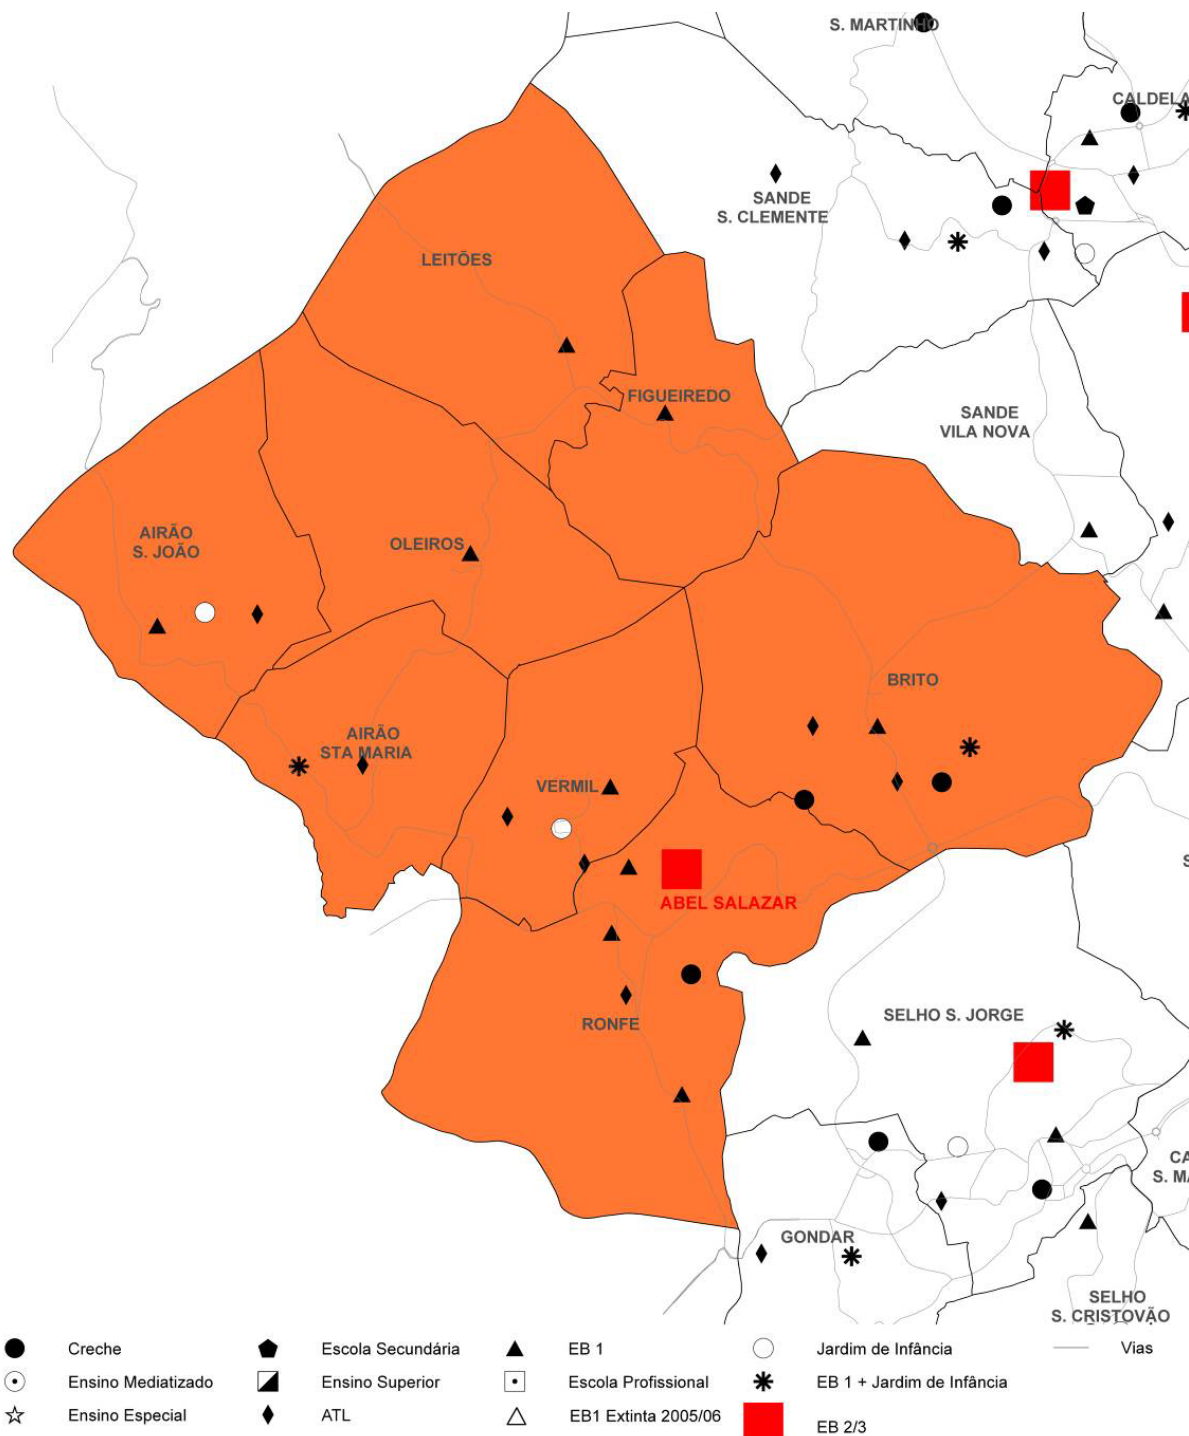 S. MARTINHO
CALDELA
SANDE
S. CLEMENTE
LEITÕES
FIGUEIREDO
SANDE
VILA NOVA
AIRÃO
S. JOÃO
OLEIROS
BRITO
AIRÃO
STA MARIA
VERMIL
S
ABEL SALAZAR
RONFE
SELHO S. JORGE
CA
S. MA
GONDAR
SELHO
S. CRISTOVÃO
Creche
Escola Secundária
EB 1
Jardim de Infância
Vias
Ensino Mediatizado
Ensino Superior
Escola Profissional
EB 1 + Jardim de Infância
Ensino Especial
ATL
EB1 Extinta 2005/06
EB 2/3